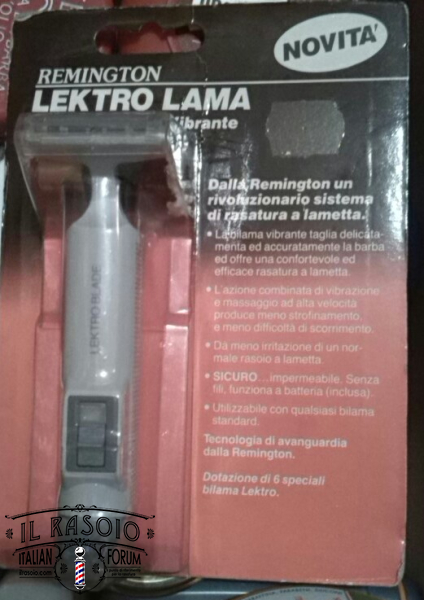 NOVITA'
REMINGTON
LEKTRO LAMA
vibrante
Dalla Remington un
rivoluzionario sistema
di rasatura a lametta.
• La bilama vibrante taglia delicata-
menta ed accuratamente la barba
ed offre una confortevole ed
efficace rasatura a lametta.
• L'azione combinata di vibrazione
e massaggio ad alta velocità
produce meno strofinamento,
e meno difficoltà di scorrimento.
• Da meno irritazione di un nor-
male rasoio a lametta.
• SICURO...impermeabile. Senza
fili, funziona a batteria (inclusa).
• Utilizzabile con qualsiasi bilama
standard.
Tecnologia di avanguardia
dalla Remington.
Dotazione di 6 speciali
bilama Lektro.
LEKTRO BLADE
IL RASOIO
ITALIAN FORUM
ilrasoio.com